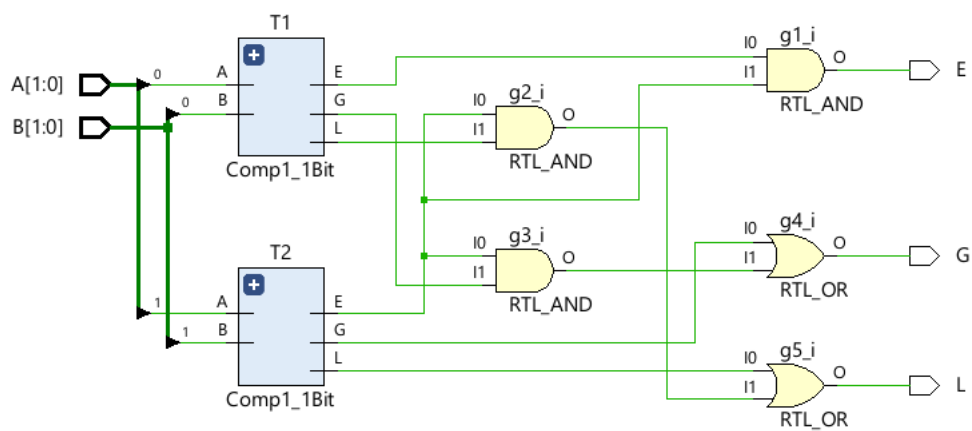 T1
A[1:0]
B[1:0]
0
0
A
B
E
G
L
Comp1_1Bit
I0
I1
g2_i
O
RTL_AND
I0
I1
g1_i
O
RTL_AND
E
T2
1
1
A
B
E
G
L
Comp1_1Bit
I0
I1
g3_i
O
RTL_AND
I0
I1
g4_i
O
RTL_OR
G
I0
I1
g5_i
O
RTL_OR
L